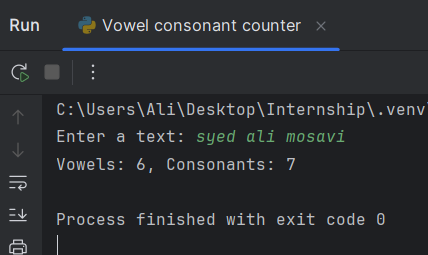 Run Vowel consonant counter
C:\Users\Ali\Desktop\Internship\.venv\
Enter a text: syed ali mosavi
Vowels: 6, Consonants: 7
Process finished with exit code 0